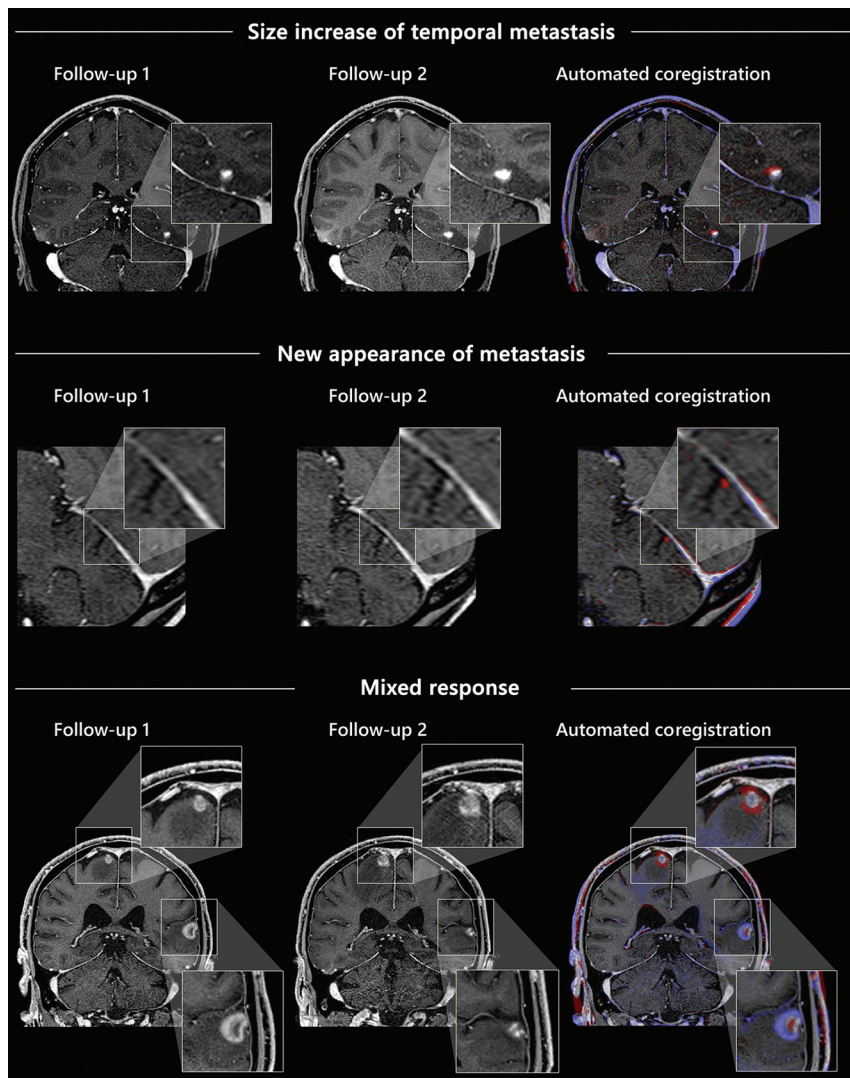 Size increase of temporal metastasis
Follow-up 1 Follow-up 2 Automated coregistration
New appearance of metastasis
Follow-up 1 Follow-up 2 Automated coregistration
Mixed response
Follow-up 1 Follow-up 2 Automated coregistration